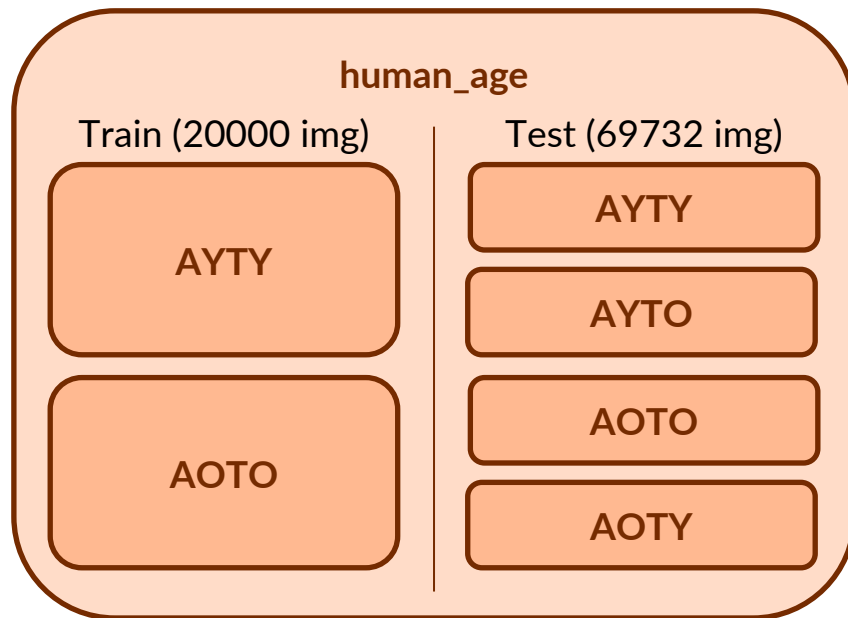 human_age
Train (20000 img)
AYTY
AOTO
Test (69732 img)
AYTY
AYTO
AOTO
AOTY